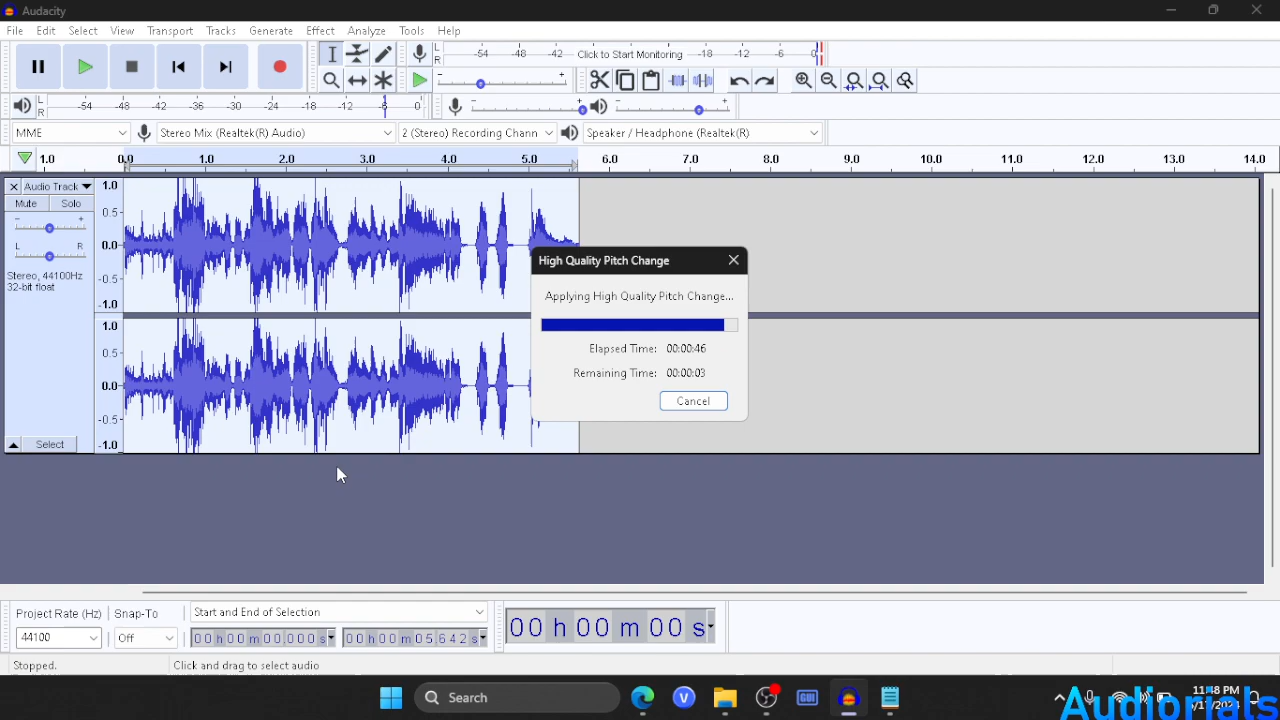 Audacity
File Edit Select View Transport Tracks Generate Effect Analyze Tools Help
L R -54 -48 -42 Click to Start Monitoring -18 -12 -6 0
L R -54 -48 -42 -36 -30 -24 -18 -12 -6 0
MME Stereo Mix (Realtek(R) Audio) 2 (Stereo) Recording Chann Speaker / Headphone (Realtek(R)
1.0 0.0 1.0 2.0 3.0 4.0 5.0 6.0 7.0 8.0 9.0 10.0 11.0 12.0 13.0 14.0
Audio Track 1.0
Mute Solo
0.5
L R
0.0
Stereo, 44100Hz
32-bit float
-0.5
-1.0
1.0
0.5
0.0
-0.5
Select -1.0
High Quality Pitch Change
Applying High Quality Pitch Change...
Elapsed Time: 00:00:46
Remaining Time: 00:00:03
Cancel
Project Rate (Hz) Snap-To Start and End of Selection
44100 Off 00 h 00 m 00.000 s 00 h 00 m 05.642 s
00 h 00 m 00 s
Stopped. Click and drag to select audio
Search
V
GUI
11:48 PM
Audiorials